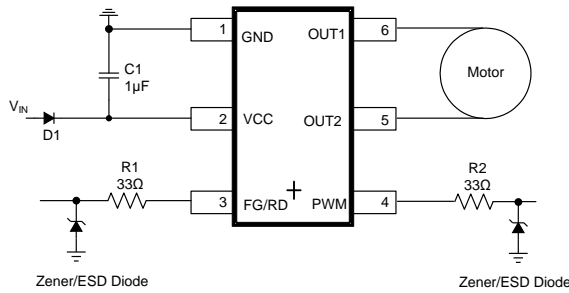 1
GND
OUT1
6
C1
1µF
Motor
V_IN
D1
2
VCC
OUT2
5
R1
33Ω
R2
33Ω
3
FG/RD
PWM
4
Zener/ESD Diode
Zener/ESD Diode